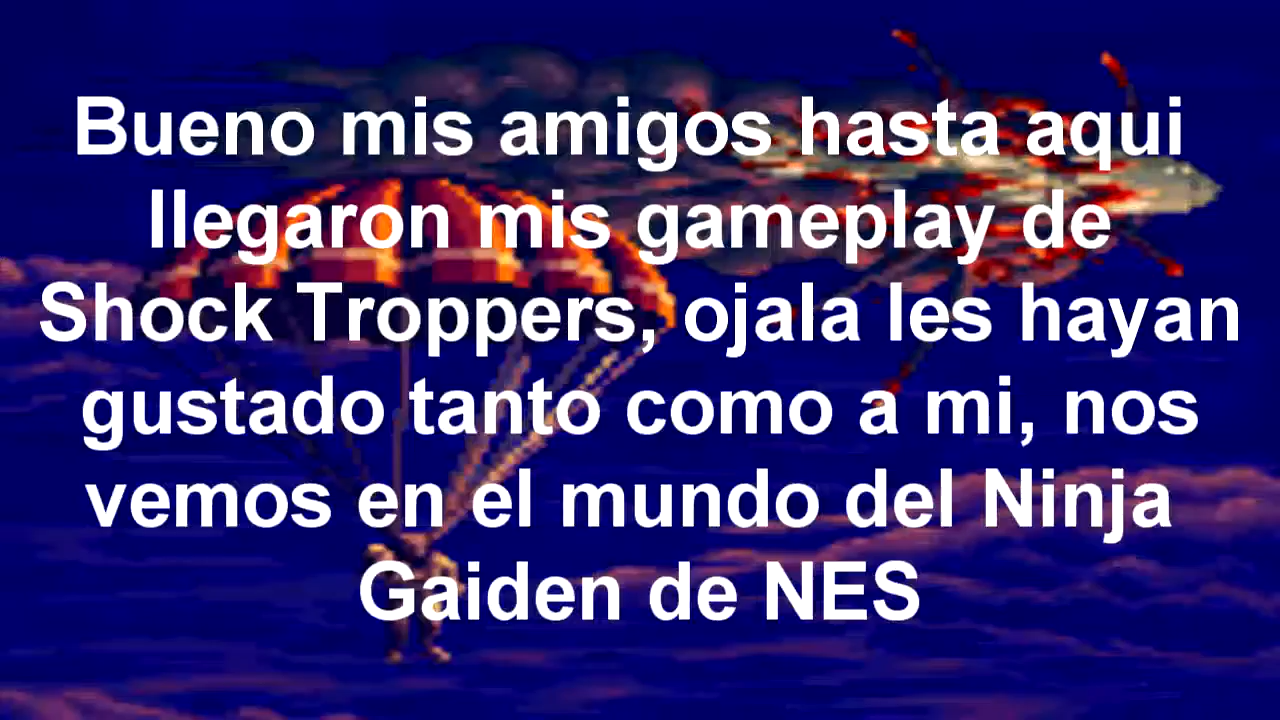 Bueno mis amigos hasta aqui
llegaron mis gameplay de
Shock Troppers, ojala les hayan
gustado tanto como a mi, nos
vemos en el mundo del Ninja
Gaiden de NES